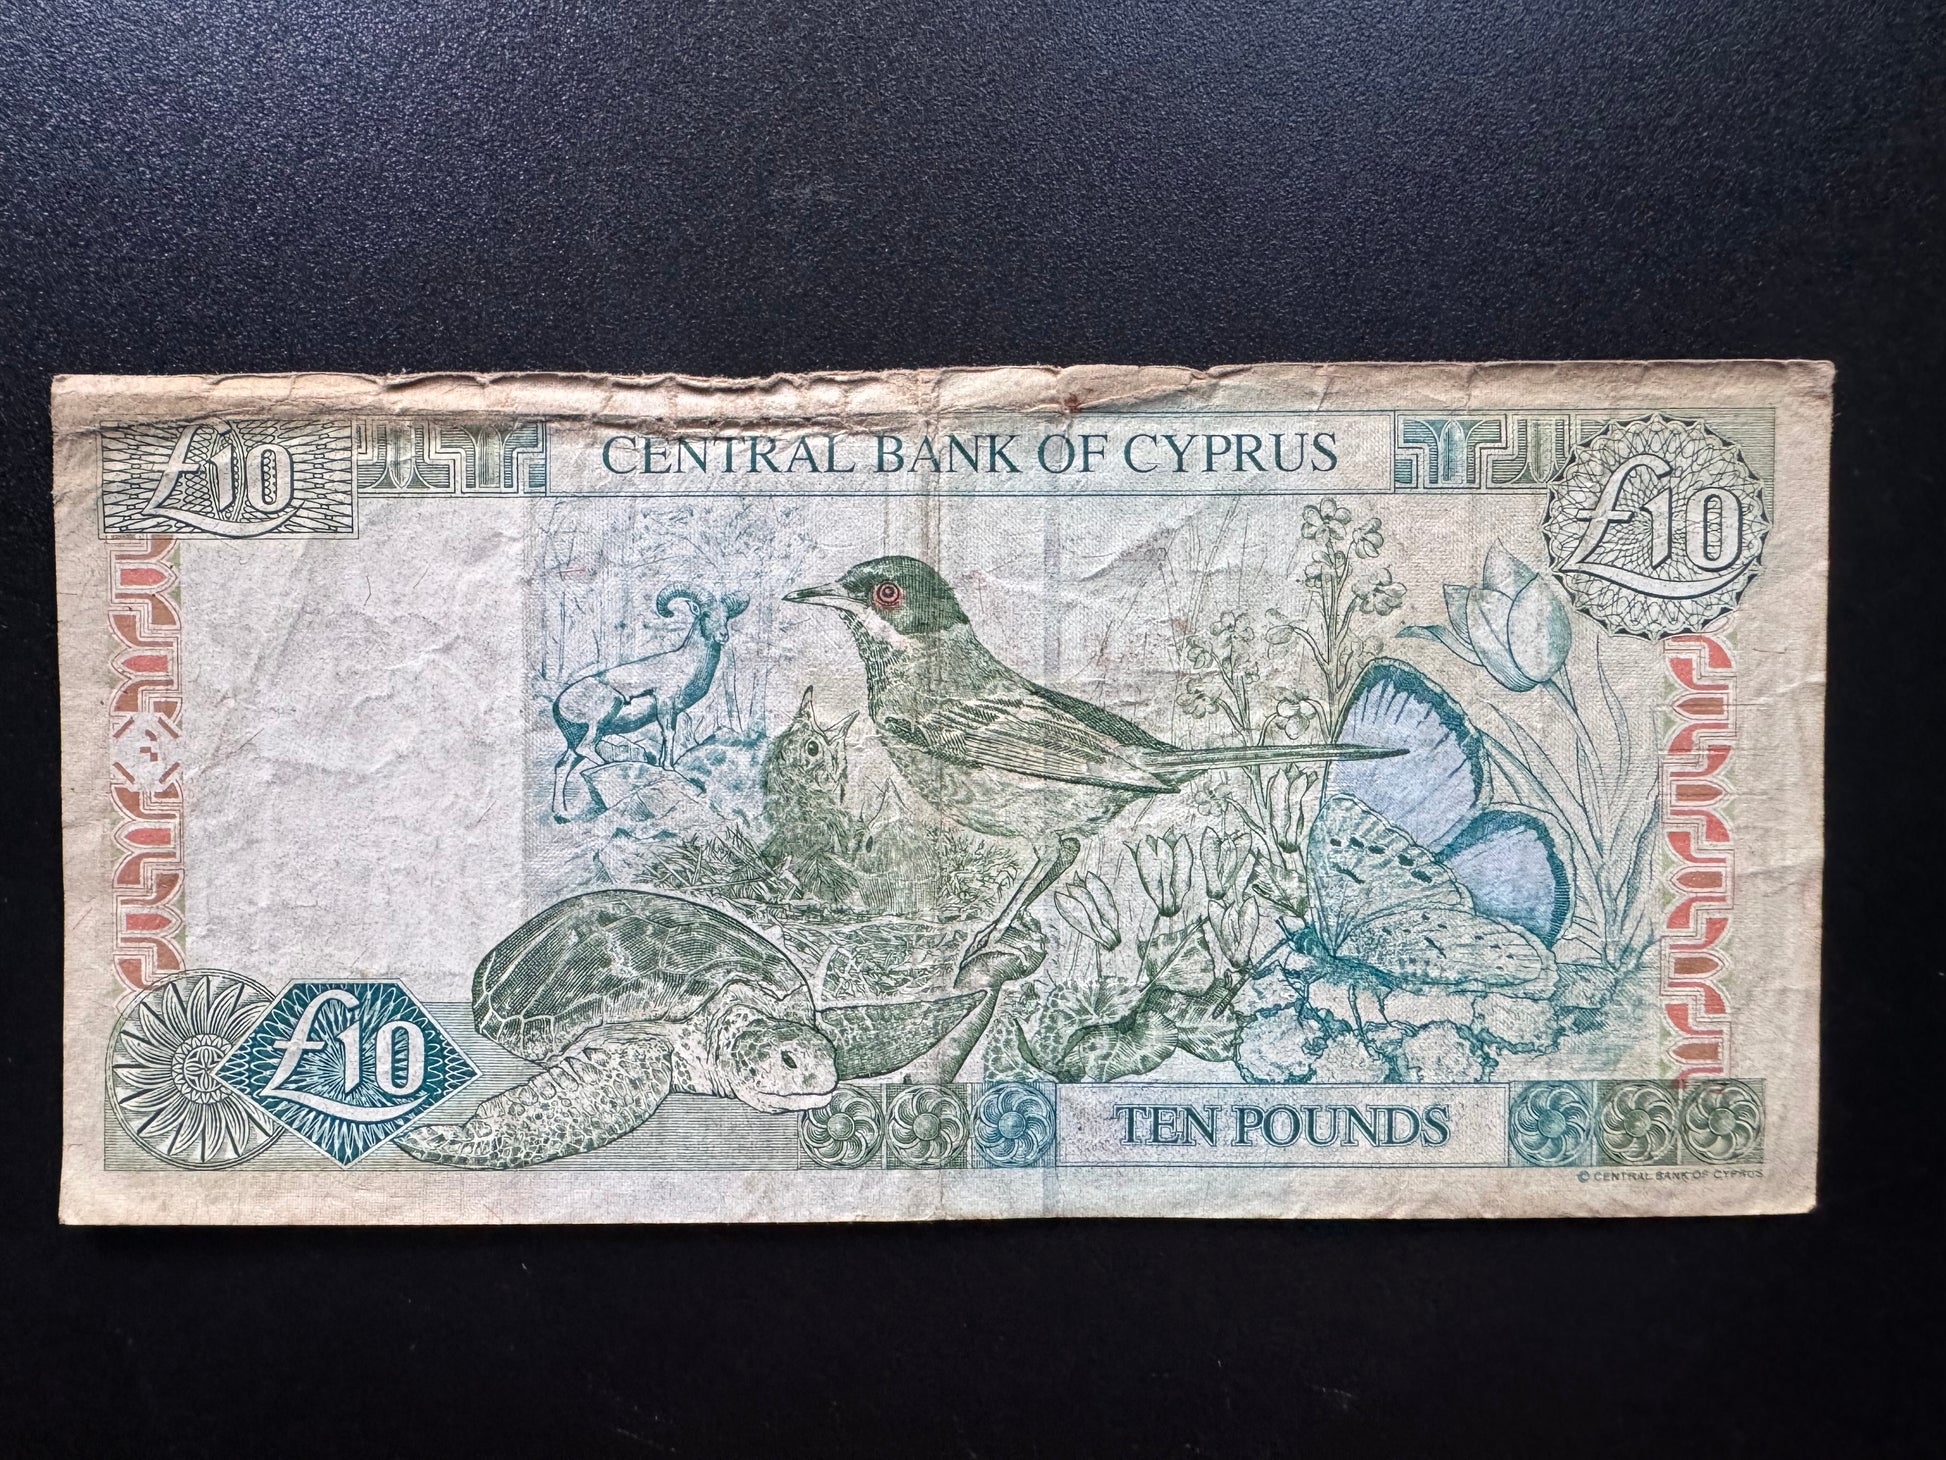 £10
CENTRAL BANK OF CYPRUS
£10
£10
TEN POUNDS
© CENTRAL BANK OF CYPRUS